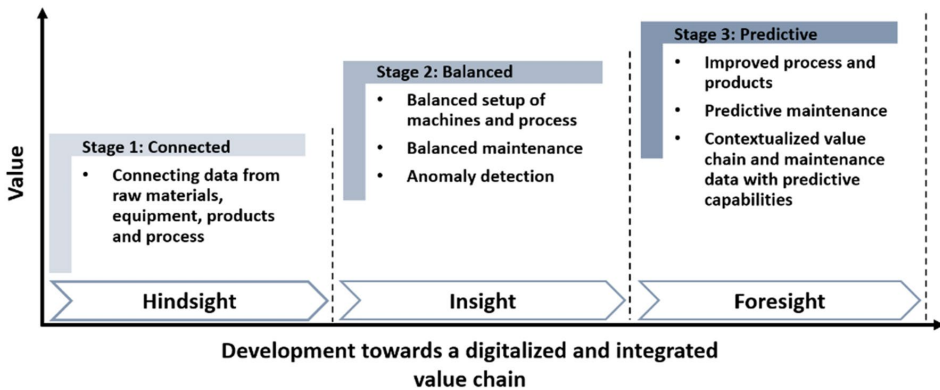 Value
Stage 1: Connected
• Connecting data from
raw materials,
equipment, products
and process
Hindsight
Stage 2: Balanced
• Balanced setup of
machines and process
• Balanced maintenance
• Anomaly detection
Insight
Stage 3: Predictive
• Improved process and
products
• Predictive maintenance
• Contextualized value
chain and maintenance
data with predictive
capabilities
Foresight
Development towards a digitalized and integrated
value chain